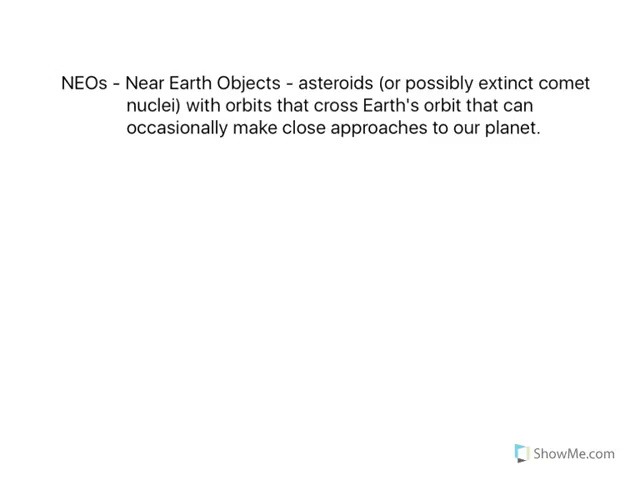 NEOs - Near Earth Objects - asteroids (or possibly extinct comet
nuclei) with orbits that cross Earth's orbit that can
occasionally make close approaches to our planet.
ShowMe.com